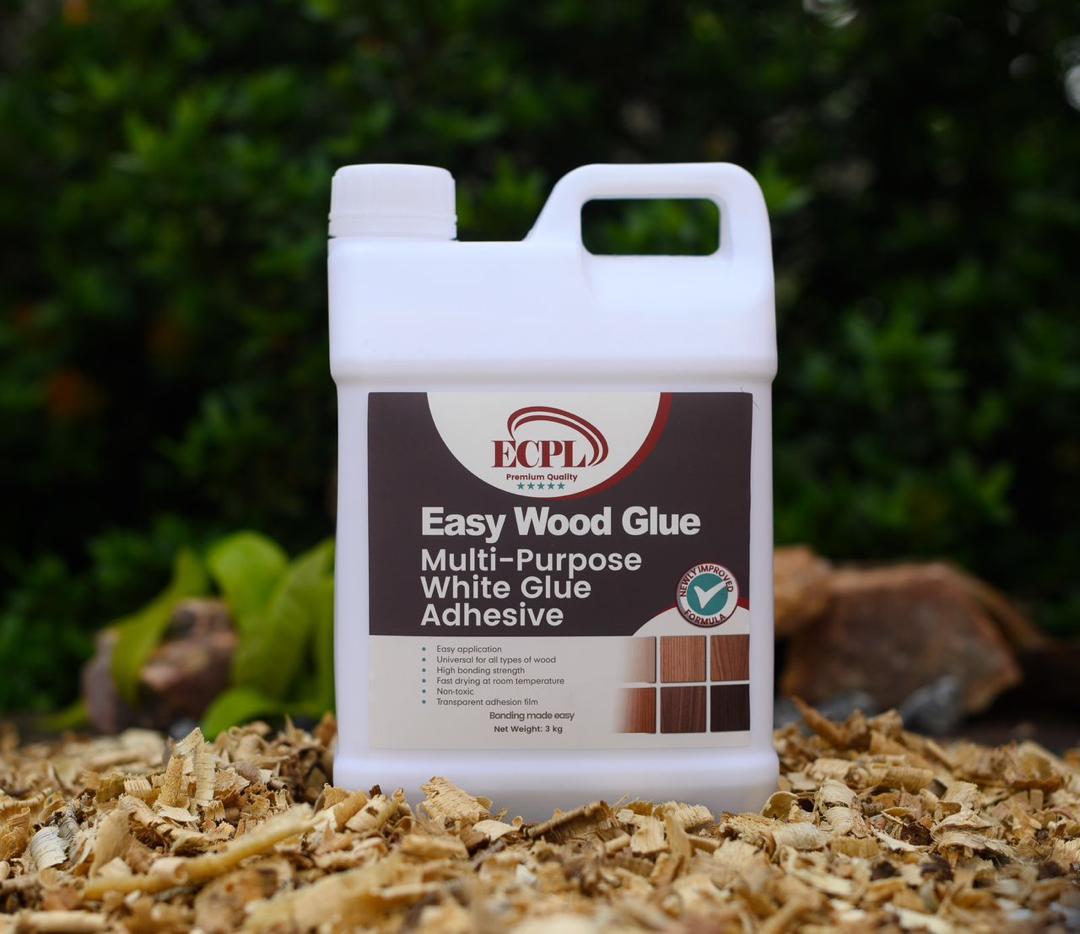 ECPL
Premium Quality
Easy Wood Glue
Multi-Purpose
White Glue
Adhesive
NEWLY IMPROVED
FORMULA
Easy application
Universal for all types of wood
High bonding strength
Fast drying at room temperature
Non-toxic
Transparent adhesion film
Bonding made easy
Net Weight: 3 kg